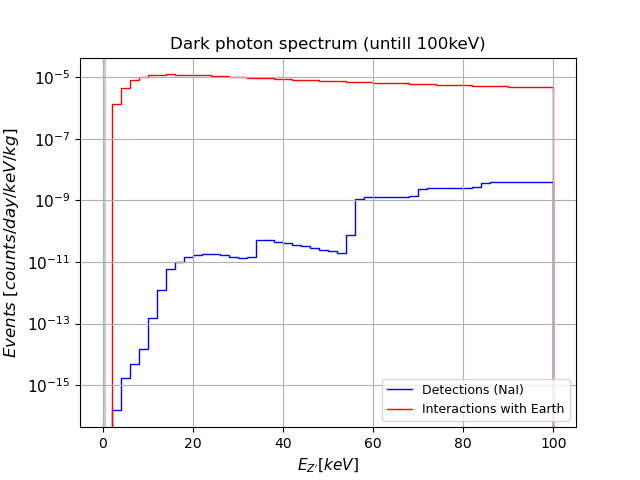 Dark photon spectrum (untill 100keV)
Events [counts/day/keV/kg]
10⁻⁵
10⁻⁷
10⁻⁹
10⁻¹¹
10⁻¹³
10⁻¹⁵
Detections (NaI)
Interactions with Earth
0 20 40 60 80 100
E_{Z'}[keV]